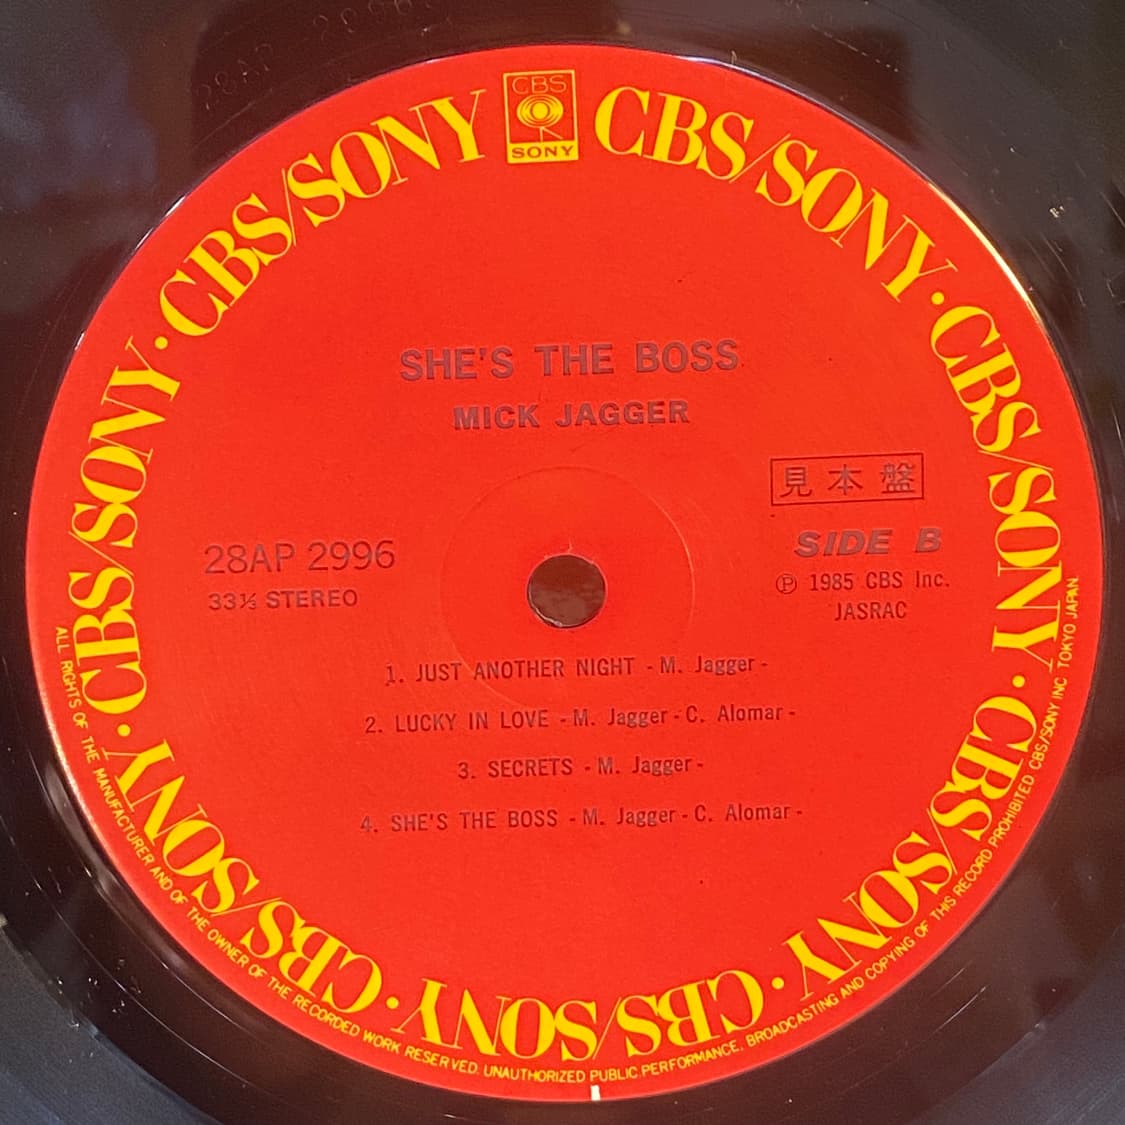 CBS
SONY
CBS/SONY · CBS/SONY · CBS/SONY · CBS/SONY · CBS/SONY · CBS/SONY · CBS/SONY · CBS/SONY
SHE'S THE BOSS
MICK JAGGER
見本盤
28AP 2996
SIDE B
33⅓ STEREO
Ⓟ 1985 CBS Inc.
JASRAC
1. JUST ANOTHER NIGHT - M. Jagger -
2. LUCKY IN LOVE - M. Jagger - C. Alomar -
3. SECRETS - M. Jagger -
4. SHE'S THE BOSS - M. Jagger - C. Alomar -
ALL RIGHTS OF THE MANUFACTURER AND OF THE OWNER OF THE RECORDED WORK RESERVED. UNAUTHORIZED PUBLIC PERFORMANCE, BROADCASTING AND COPYING OF THIS RECORD PROHIBITED CBS/SONY INC TOKYO JAPAN